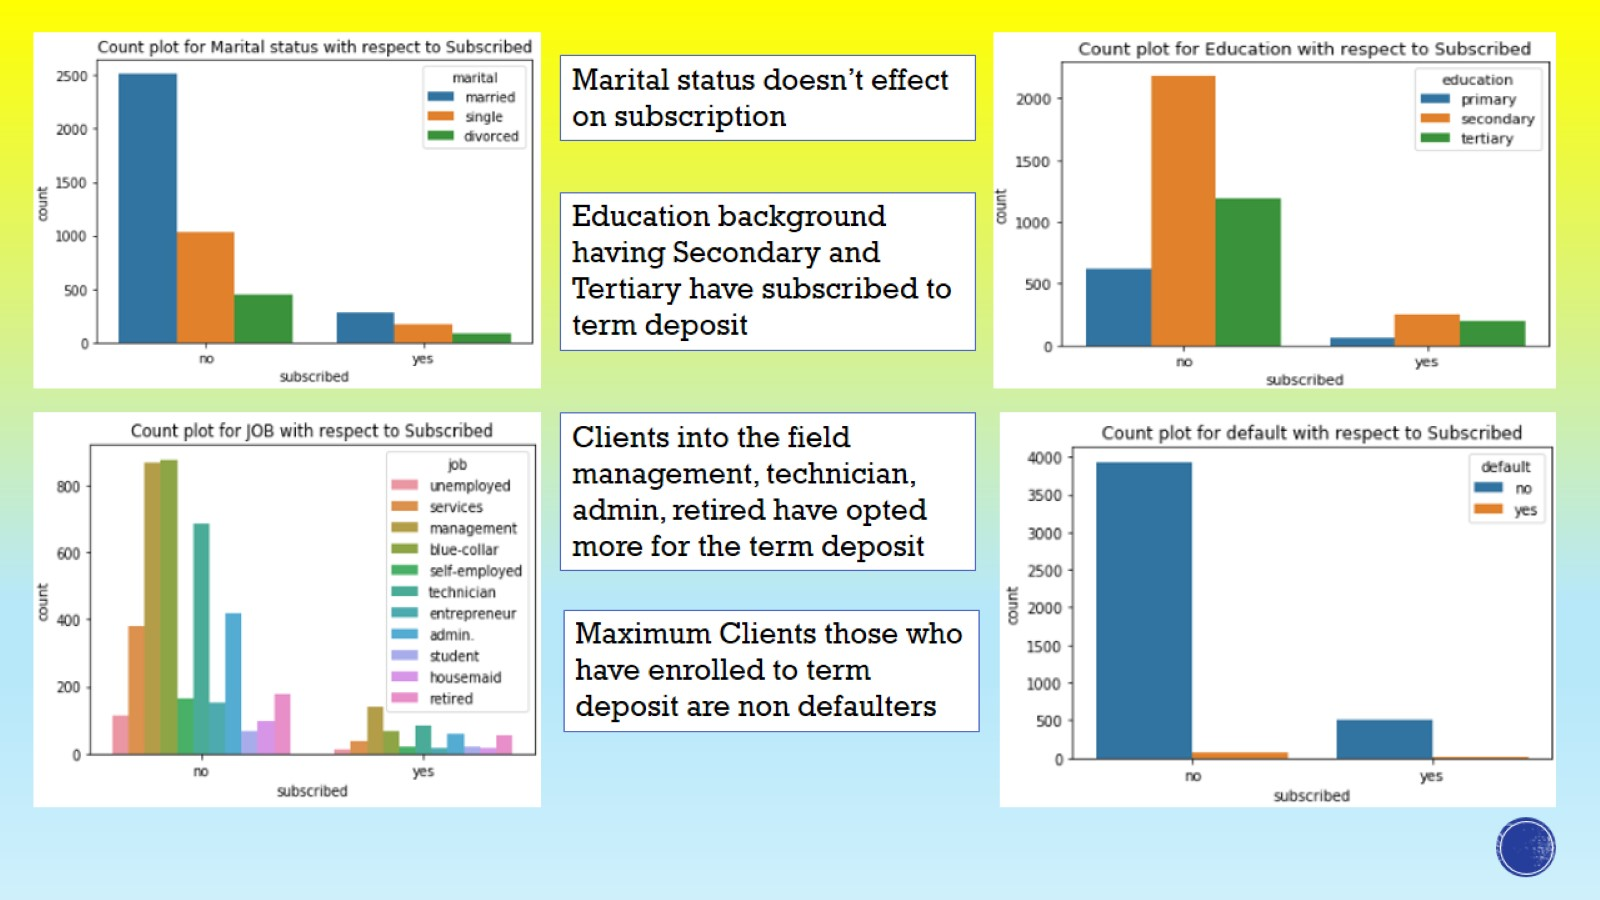 Count plot for Marital status with respect to Subscribed
marital
married
single
divorced
2500
2000
1500
1000
500
0
count
no
yes
subscribed
Marital status doesn’t effect
on subscription
Education background
having Secondary and
Tertiary have subscribed to
term deposit
Count plot for Education with respect to Subscribed
education
primary
secondary
tertiary
2000
1500
1000
500
0
count
no
yes
subscribed
Count plot for JOB with respect to Subscribed
job
unemployed
services
management
blue-collar
self-employed
technician
entrepreneur
admin.
student
housemaid
retired
800
600
400
200
0
count
no
yes
subscribed
Clients into the field
management, technician,
admin, retired have opted
more for the term deposit
Maximum Clients those who
have enrolled to term
deposit are non defaulters
Count plot for default with respect to Subscribed
default
no
yes
4000
3500
3000
2500
2000
1500
1000
500
0
count
no
yes
subscribed